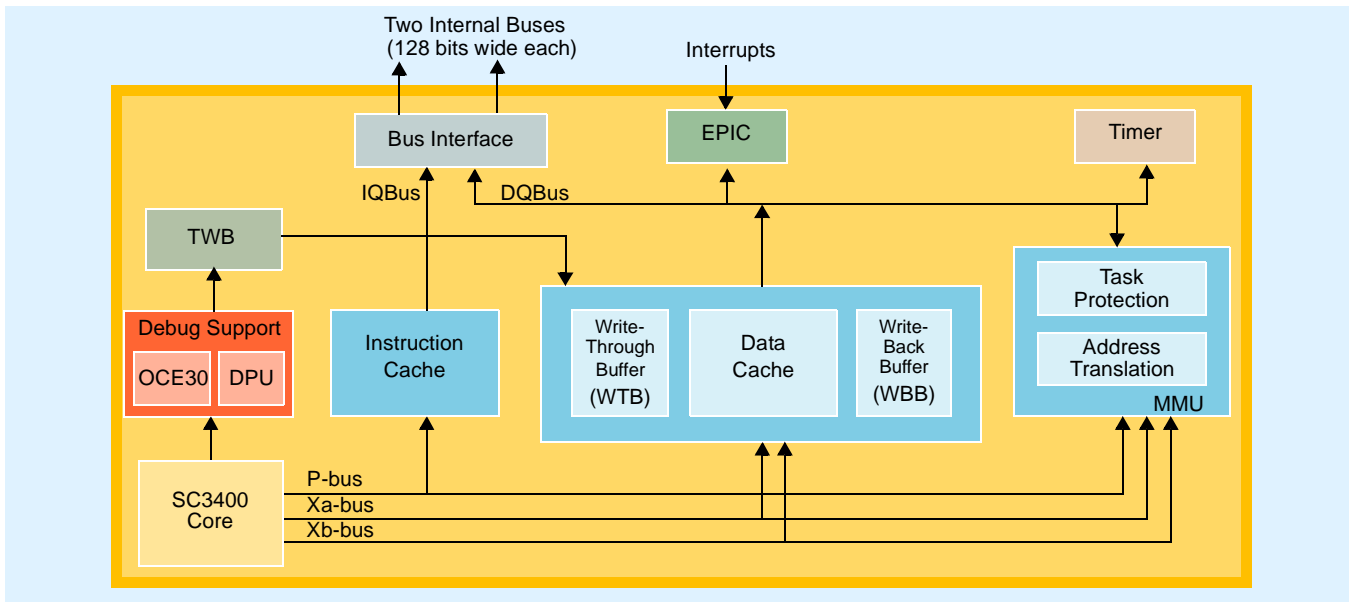 Two Internal Buses
(128 bits wide each)
Interrupts
Bus Interface
EPIC
Timer
IQBus
DQBus
TWB
Task
Protection
Address
Translation
MMU
Debug Support
OCE30
DPU
Instruction
Cache
Write-
Through
Buffer
(WTB)
Data
Cache
Write-
Back
Buffer
(WBB)
SC3400
Core
P-bus
Xa-bus
Xb-bus